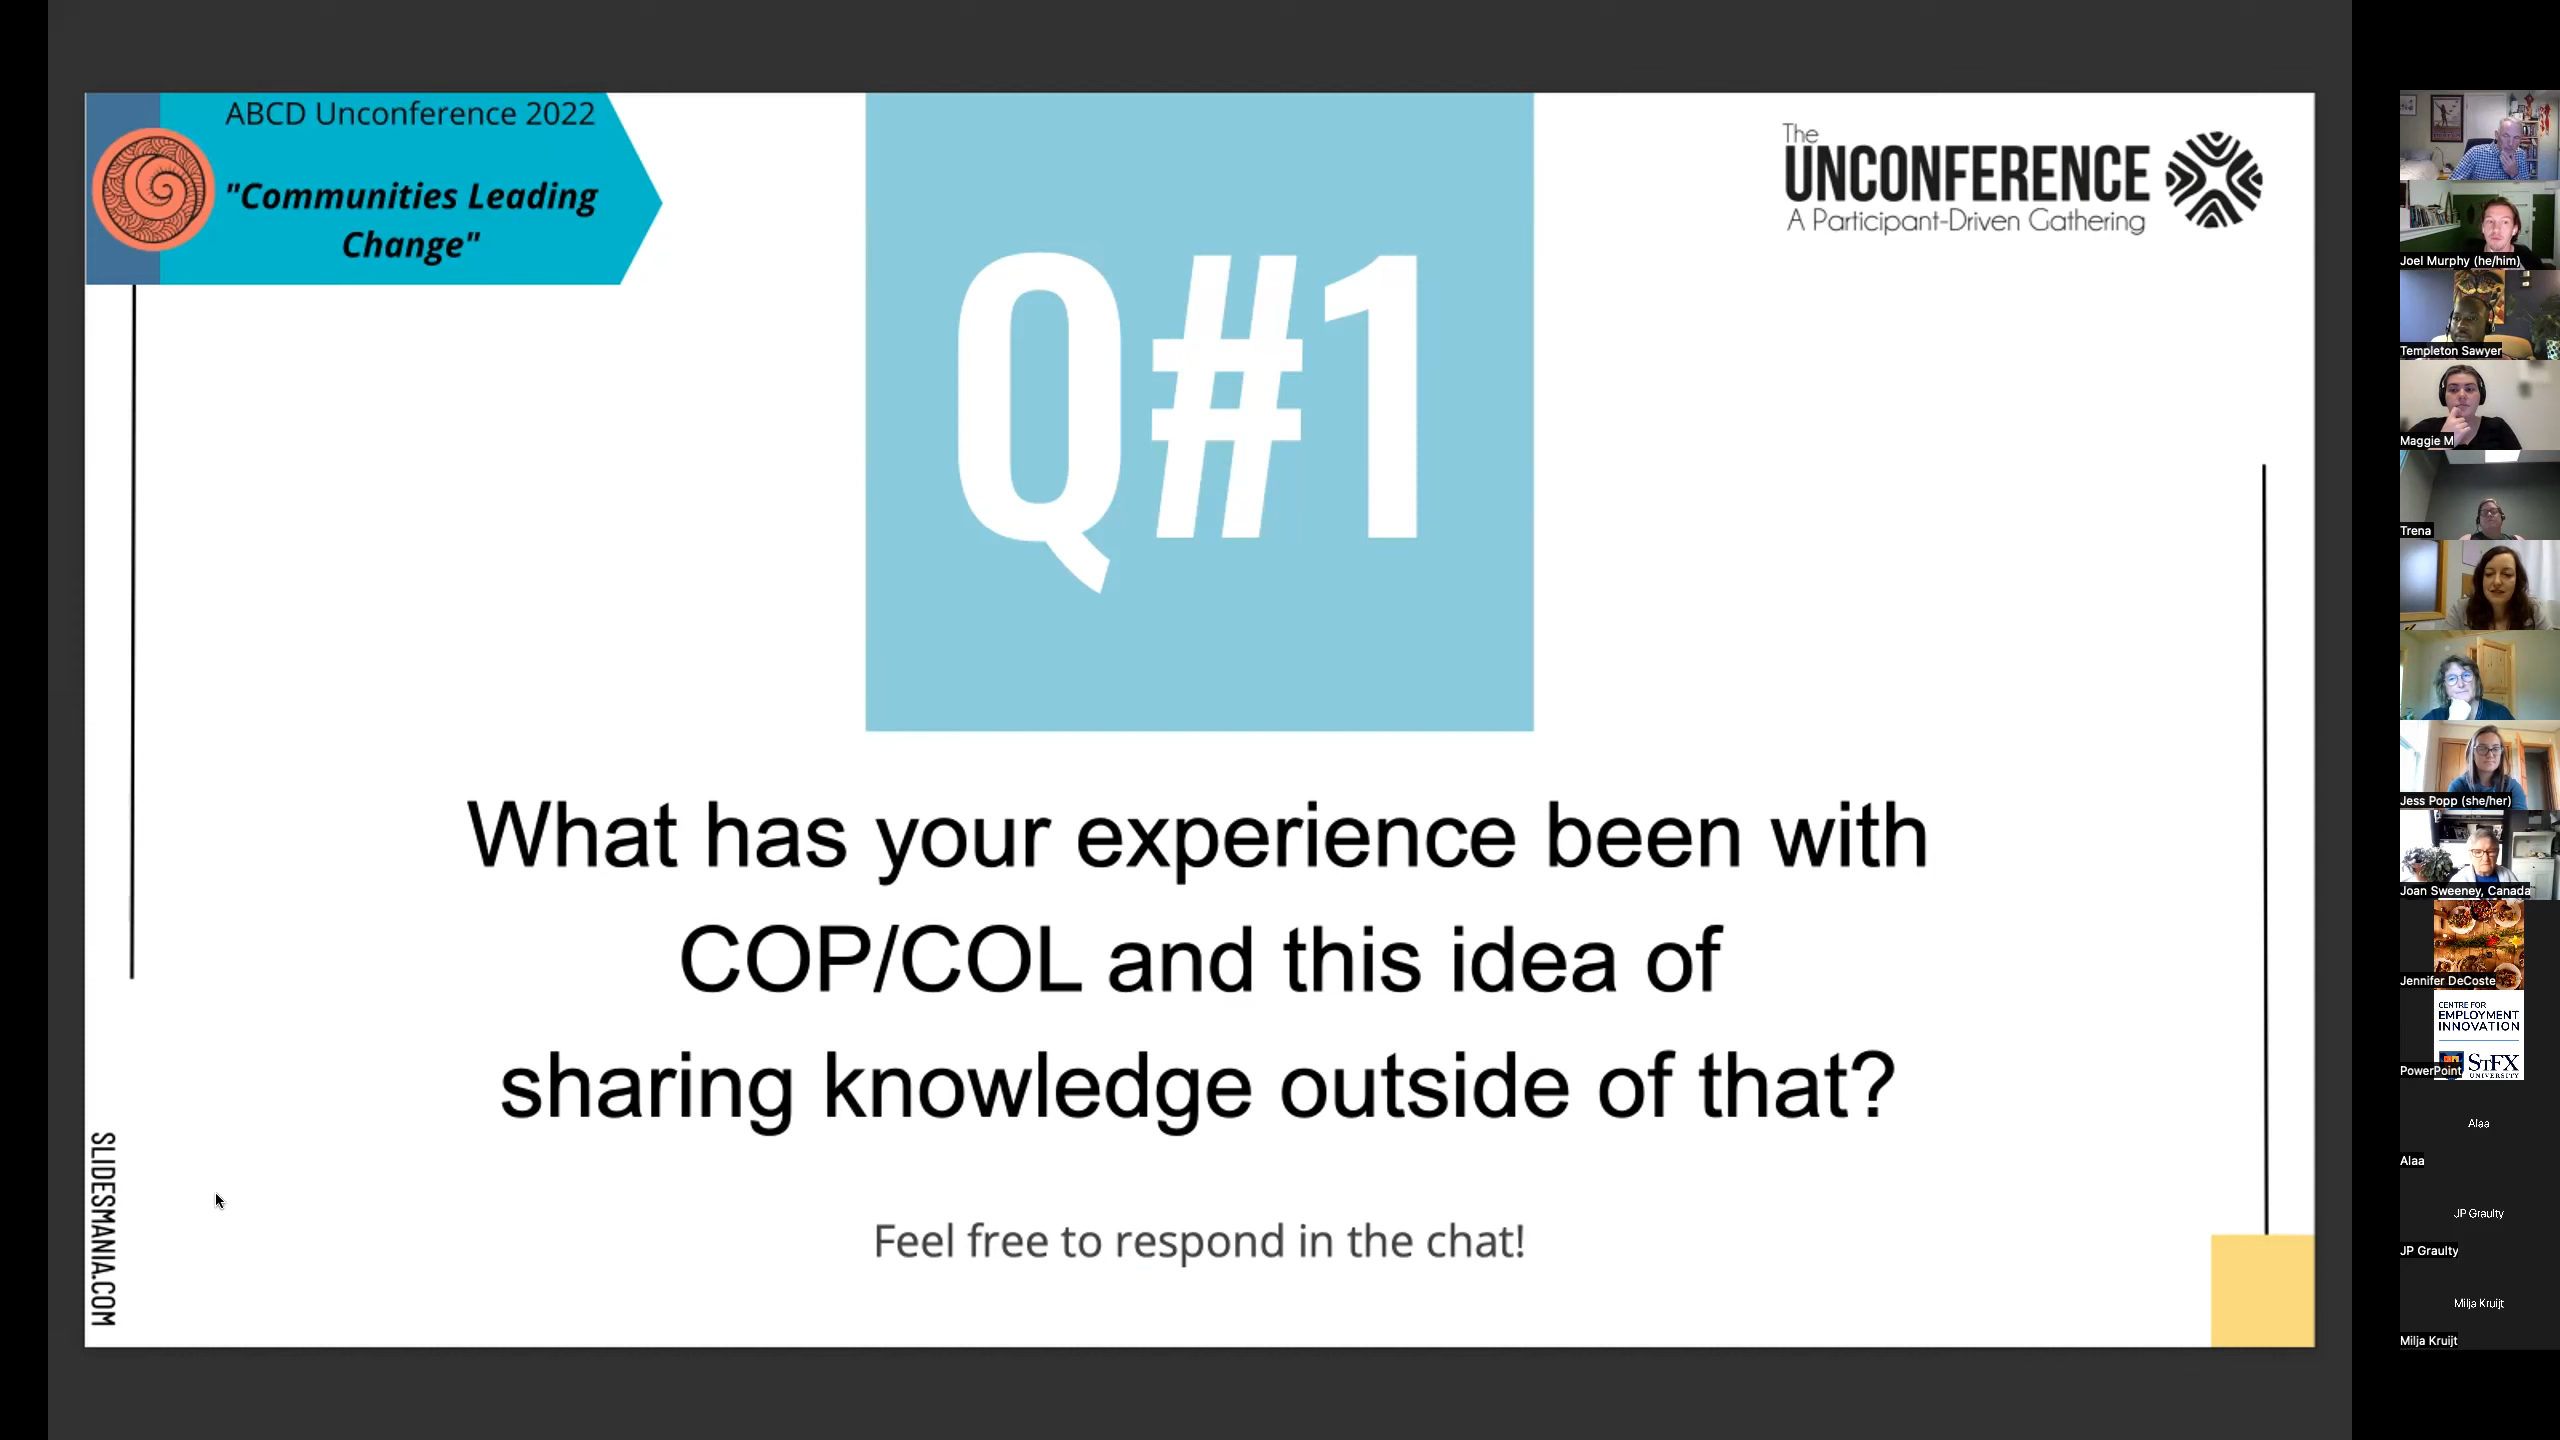 ABCD Unconference 2022
"Communities Leading
Change"
The
UNCONFERENCE
A Participant-Driven Gathering
Q#1
What has your experience been with
COP/COL and this idea of
sharing knowledge outside of that?
Feel free to respond in the chat!
SLIDESMANIA.COM
Joel Murphy (he/him)
Templeton Sawyer
Maggie M
Trena
Jess Popp (she/her)
Joan Sweeney, Canada
Jennifer DeCoste
CENTRE FOR
EMPLOYMENT
INNOVATION
STFX
UNIVERSITY
PowerPoint
Alaa
Alaa
JP Graulty
JP Graulty
Milja Kruijt
Milja Kruijt